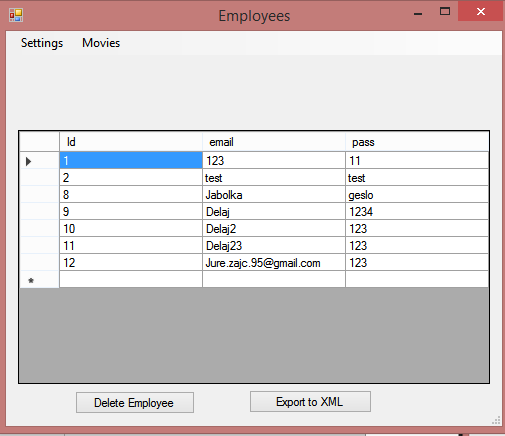 Employees
Settings Movies
Id email pass
1 123 11
2 test test
8 Jabolka geslo
9 Delaj 1234
10 Delaj2 123
11 Delaj23 123
12 Jure.zajc.95@gmail.com 123
*
Delete Employee Export to XML